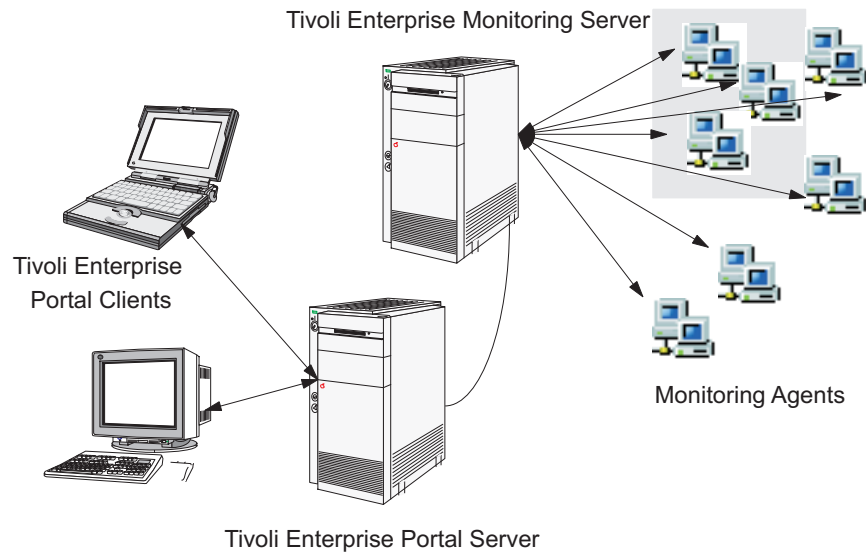 Tivoli Enterprise Monitoring Server
Tivoli Enterprise
Portal Clients
Monitoring Agents
Tivoli Enterprise Portal Server